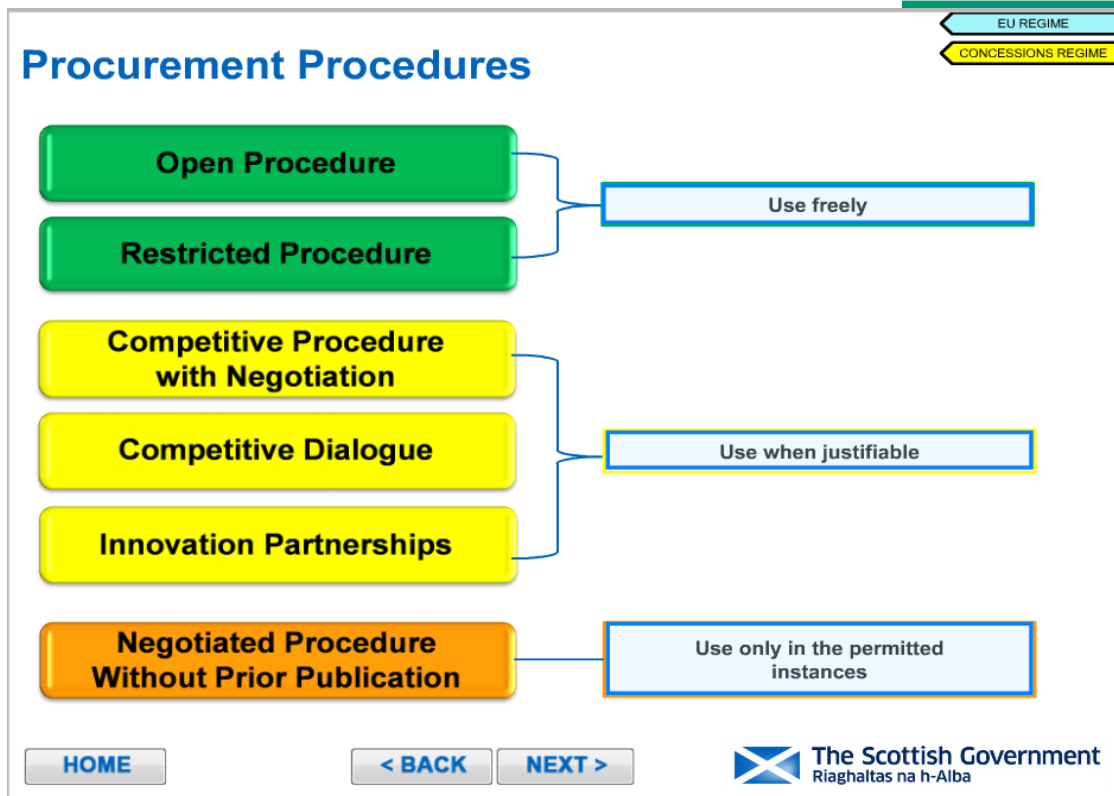 EU REGIME
CONCESSIONS REGIME
Procurement Procedures
Open Procedure
Use freely
Restricted Procedure
Competitive Procedure
with Negotiation
Competitive Dialogue
Use when justifiable
Innovation Partnerships
Negotiated Procedure
Without Prior Publication
Use only in the permitted
instances
HOME
< BACK
NEXT >
The Scottish Government
Riaghaltas na h-Alba